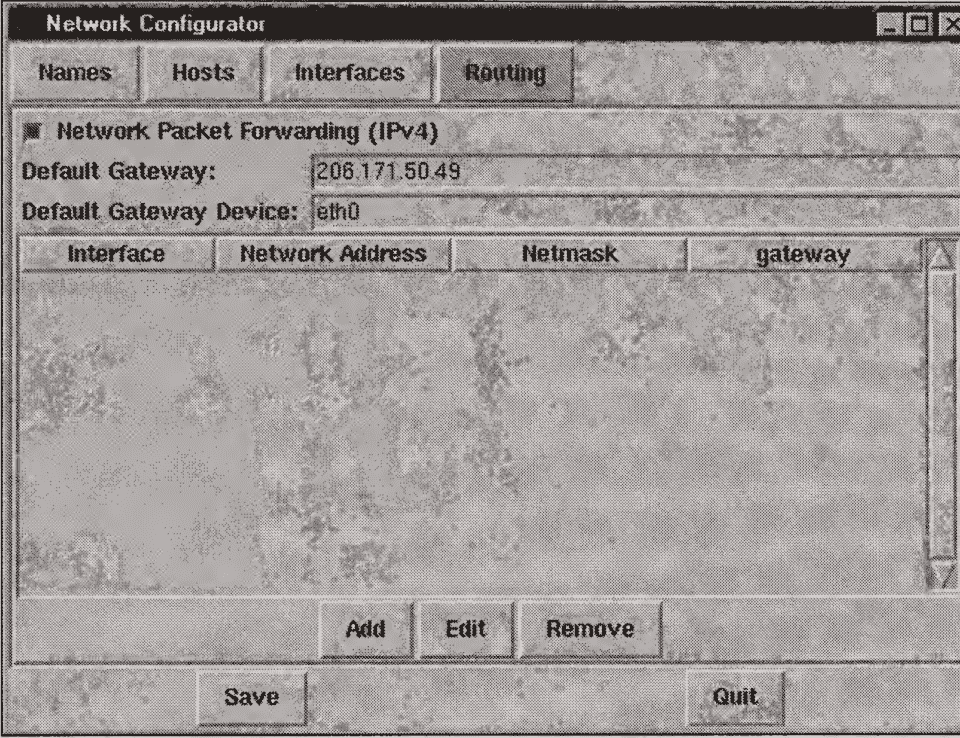 Network Configurator
Names Hosts Interfaces Routing
Network Packet Forwarding (IPv4)
Default Gateway: 206.171.50.49
Default Gateway Device: eth0
Interface Network Address Netmask gateway
Add Edit Remove
Save Quit